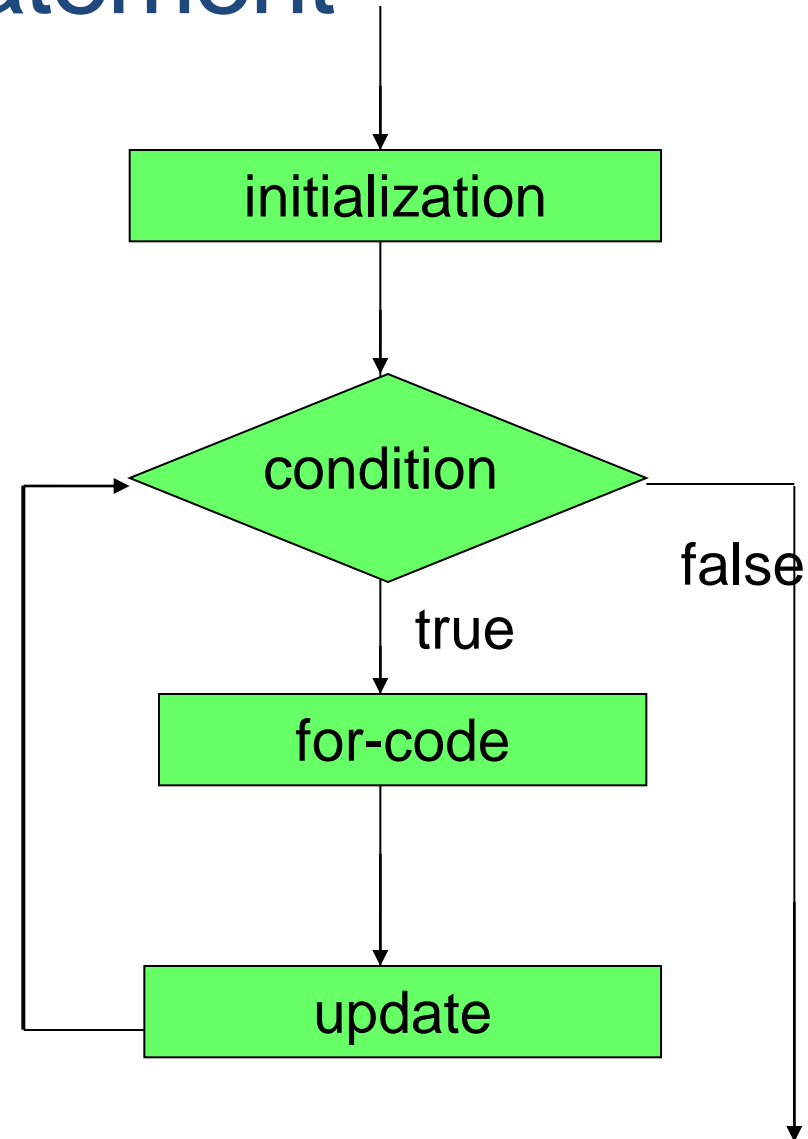 initialization
condition
false
true
for-code
update